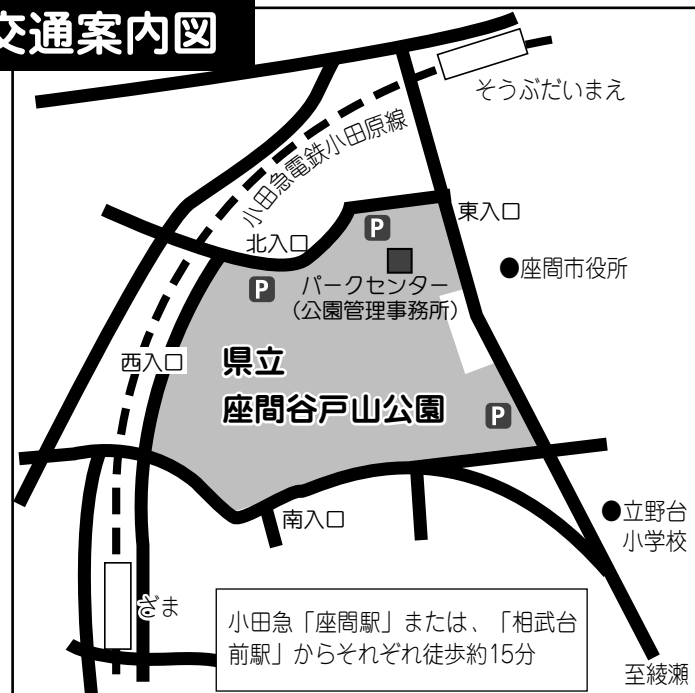 交通案内図
そうぶだいまえ
小田急電鉄小田原線
東入口
P
北入口
●座間市役所
P
パークセンター
（公園管理事務所）
西入口
県立
座間谷戸山公園
P
●立野台
小学校
南入口
ざま
小田急「座間駅」または、「相武台
前駅」からそれぞれ徒歩約15分
至綾瀬